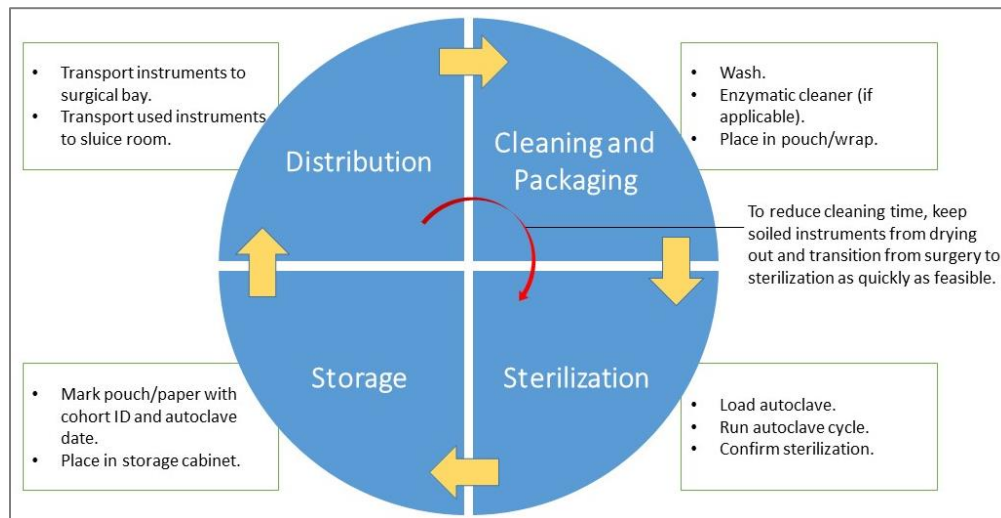 • Transport instruments to
surgical bay.
• Transport used instruments
to sluice room.
Distribution
Cleaning and
Packaging
• Wash.
• Enzymatic cleaner (if
applicable).
• Place in pouch/wrap.
To reduce cleaning time, keep
soiled instruments from drying
out and transition from surgery to
sterilization as quickly as feasible.
Storage
Sterilization
• Mark pouch/paper with
cohort ID and autoclave
date.
• Place in storage cabinet.
• Load autoclave.
• Run autoclave cycle.
• Confirm sterilization.